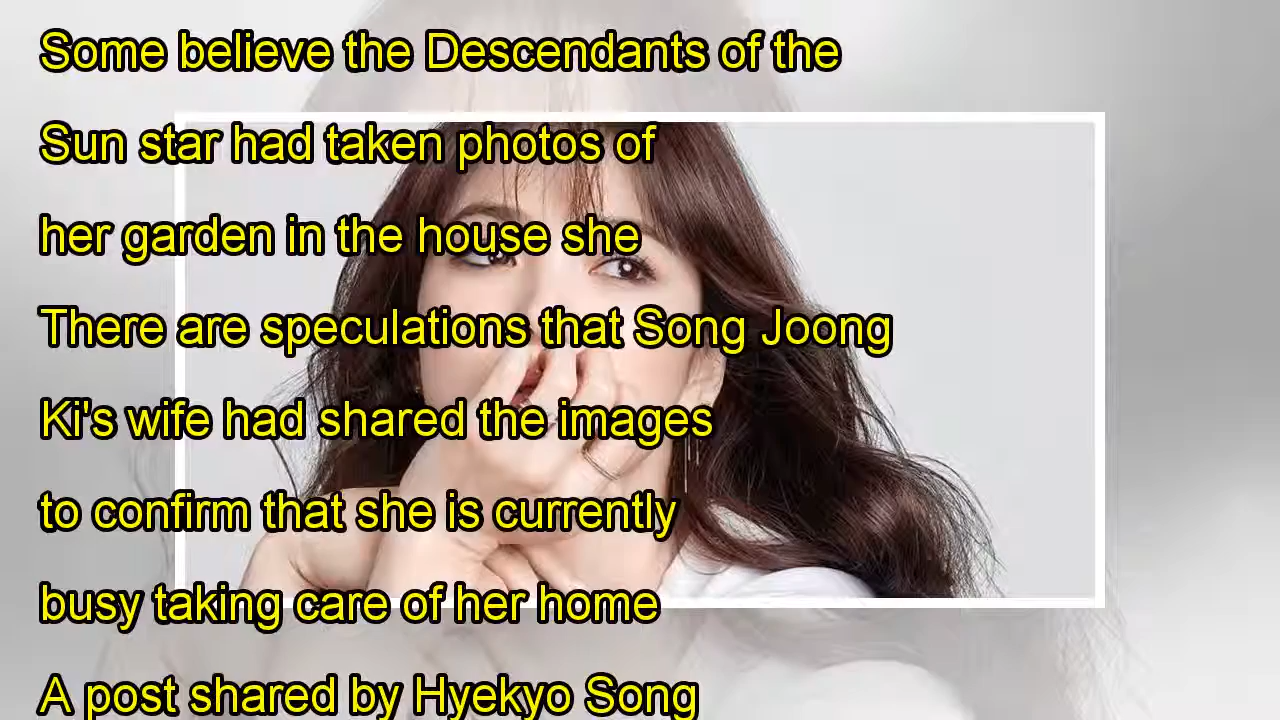 Some believe the Descendants of the
Sun star had taken photos of
her garden in the house she
There are speculations that Song Joong
Ki's wife had shared the images
to confirm that she is currently
busy taking care of her home
A post shared by Hyekyo Song